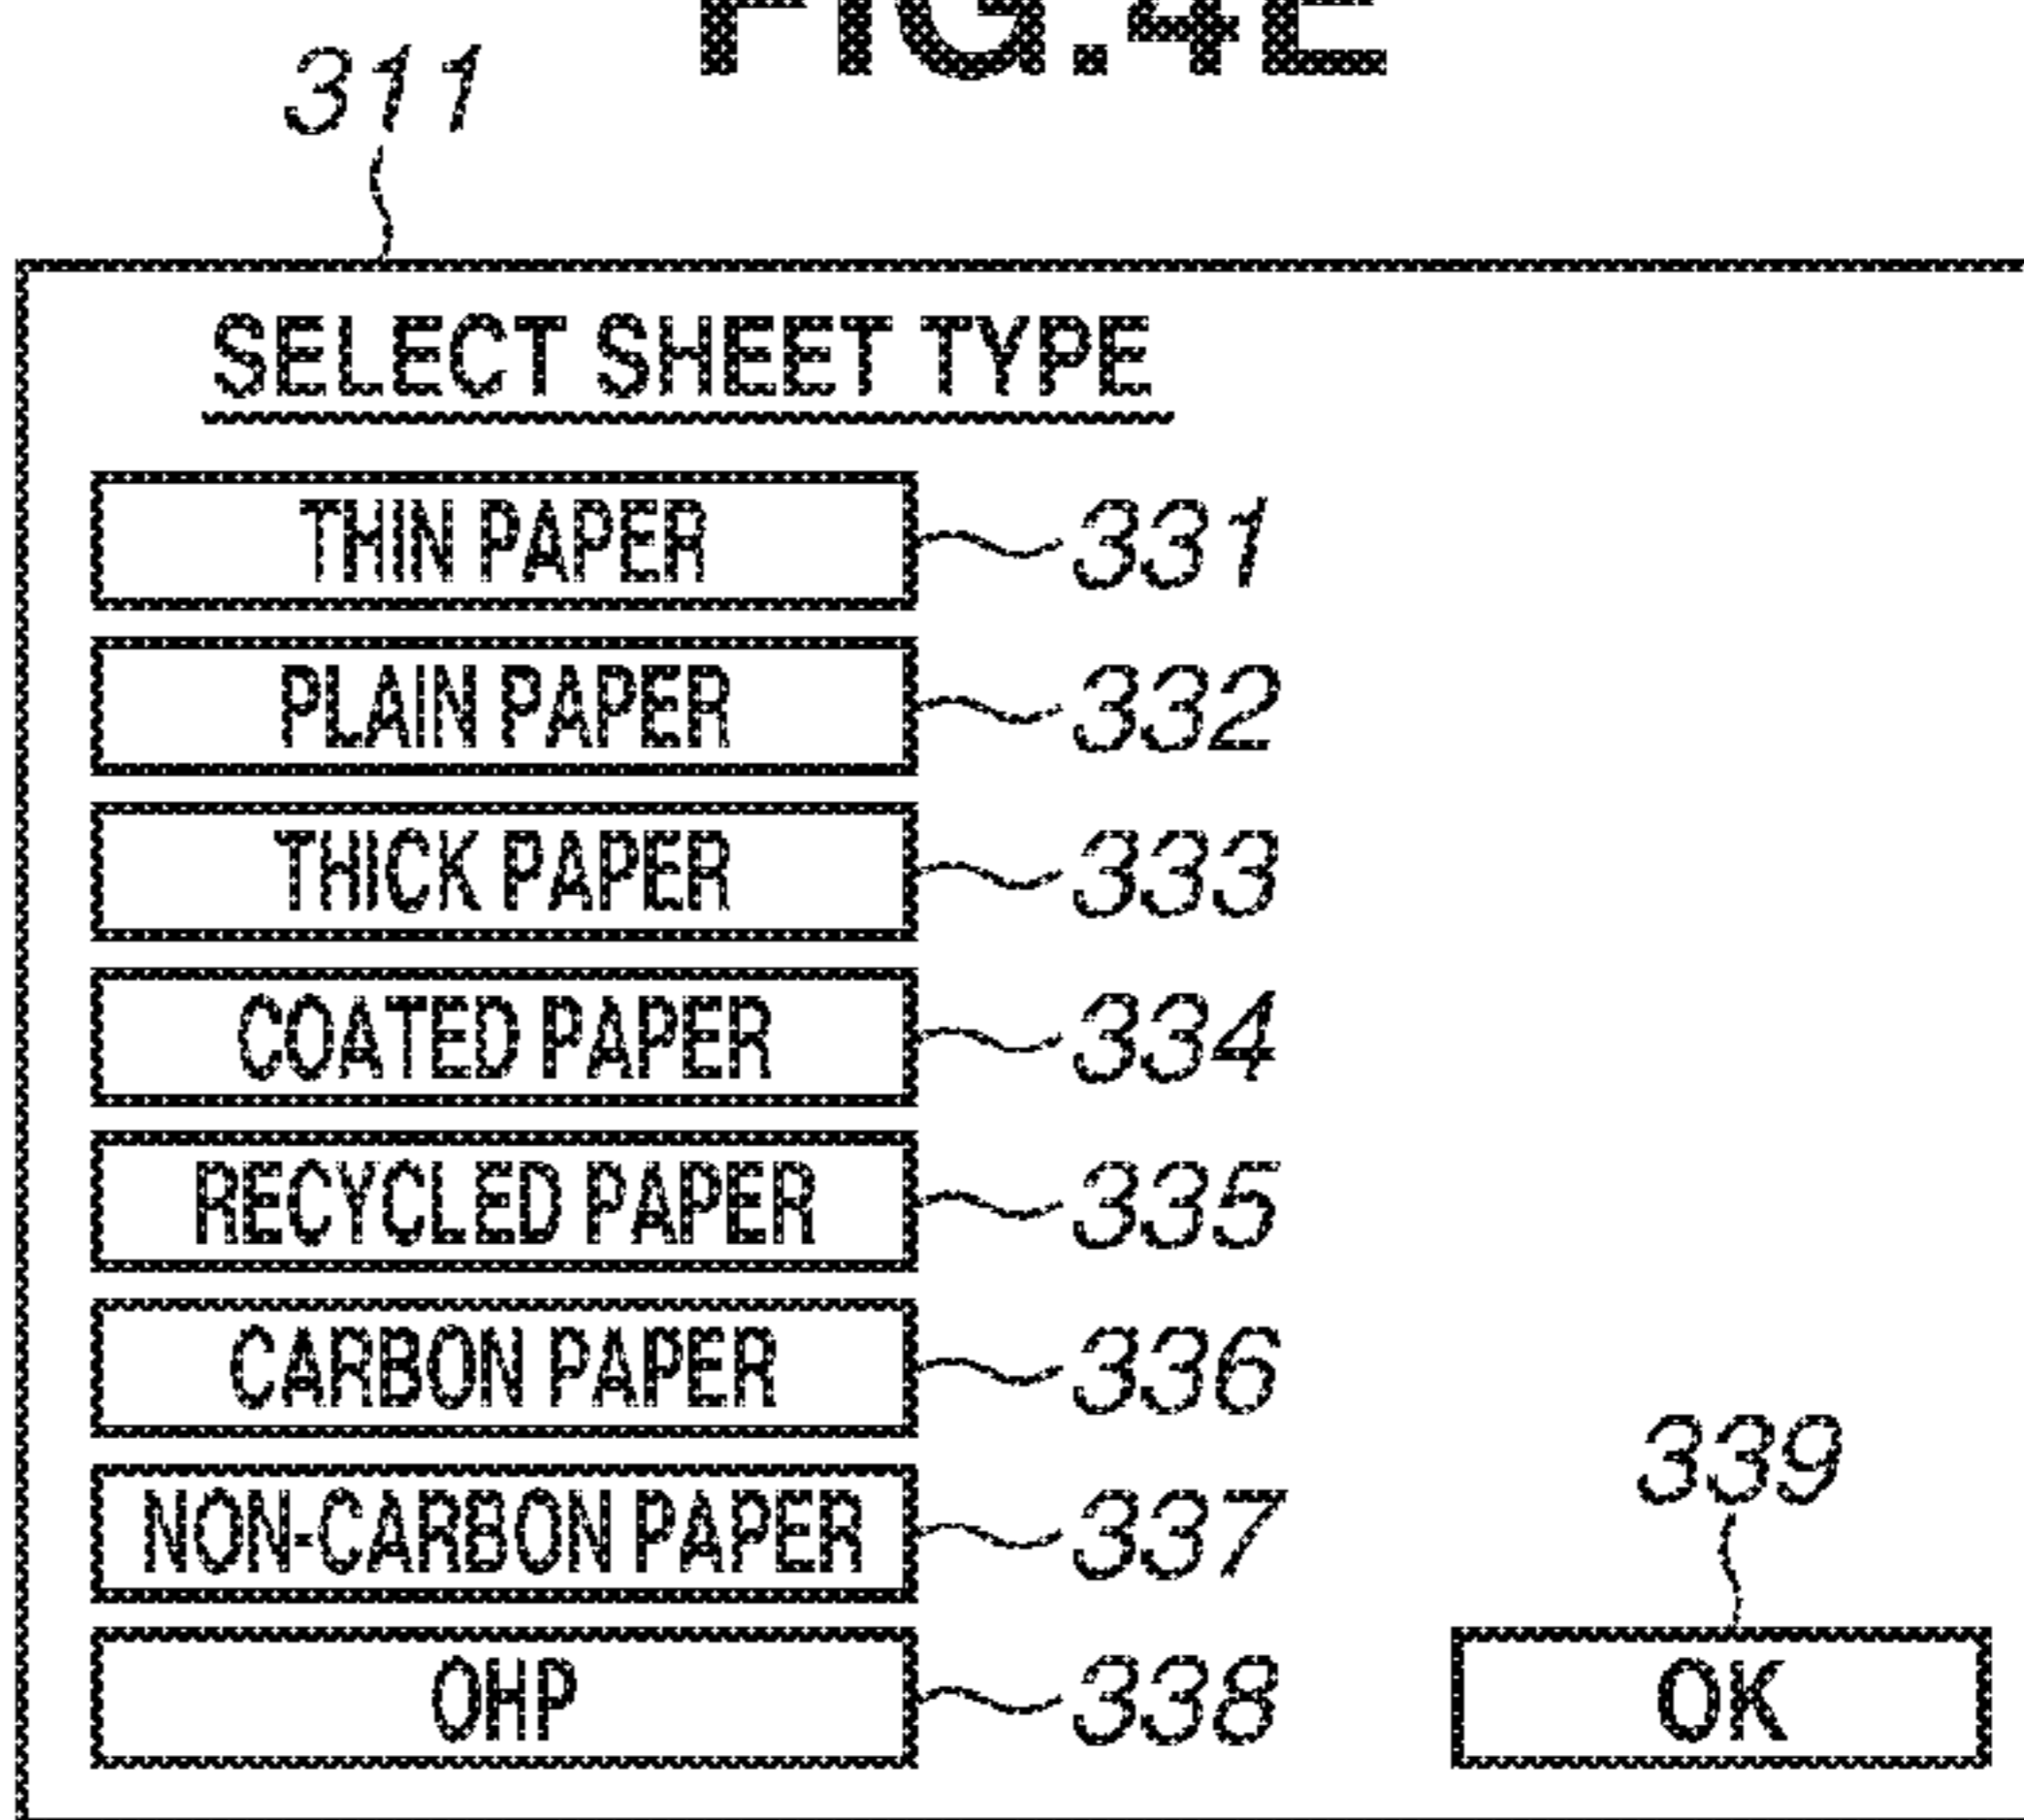 FIG.4E
311
SELECT SHEET TYPE
THIN PAPER 331
PLAIN PAPER 332
THICK PAPER 333
COATED PAPER 334
RECYCLED PAPER 335
CARBON PAPER 336
339
NON-CARBON PAPER 337
OHP 338 OK